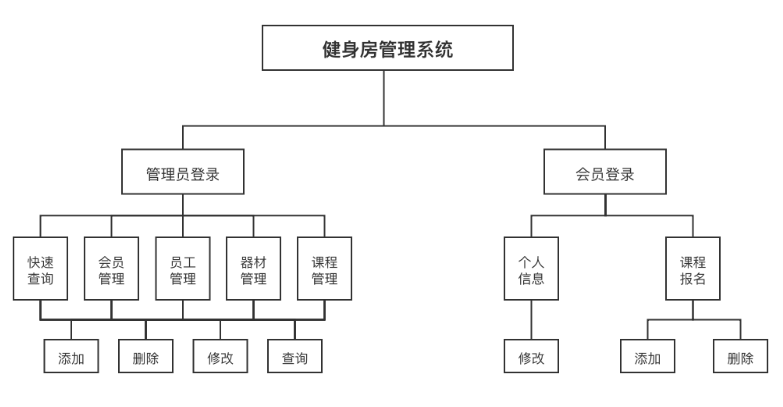 健身房管理系统
管理员登录
会员登录
快速
查询
会员
管理
员工
管理
器材
管理
课程
管理
个人
信息
课程
报名
添加
删除
修改
查询
修改
添加
删除